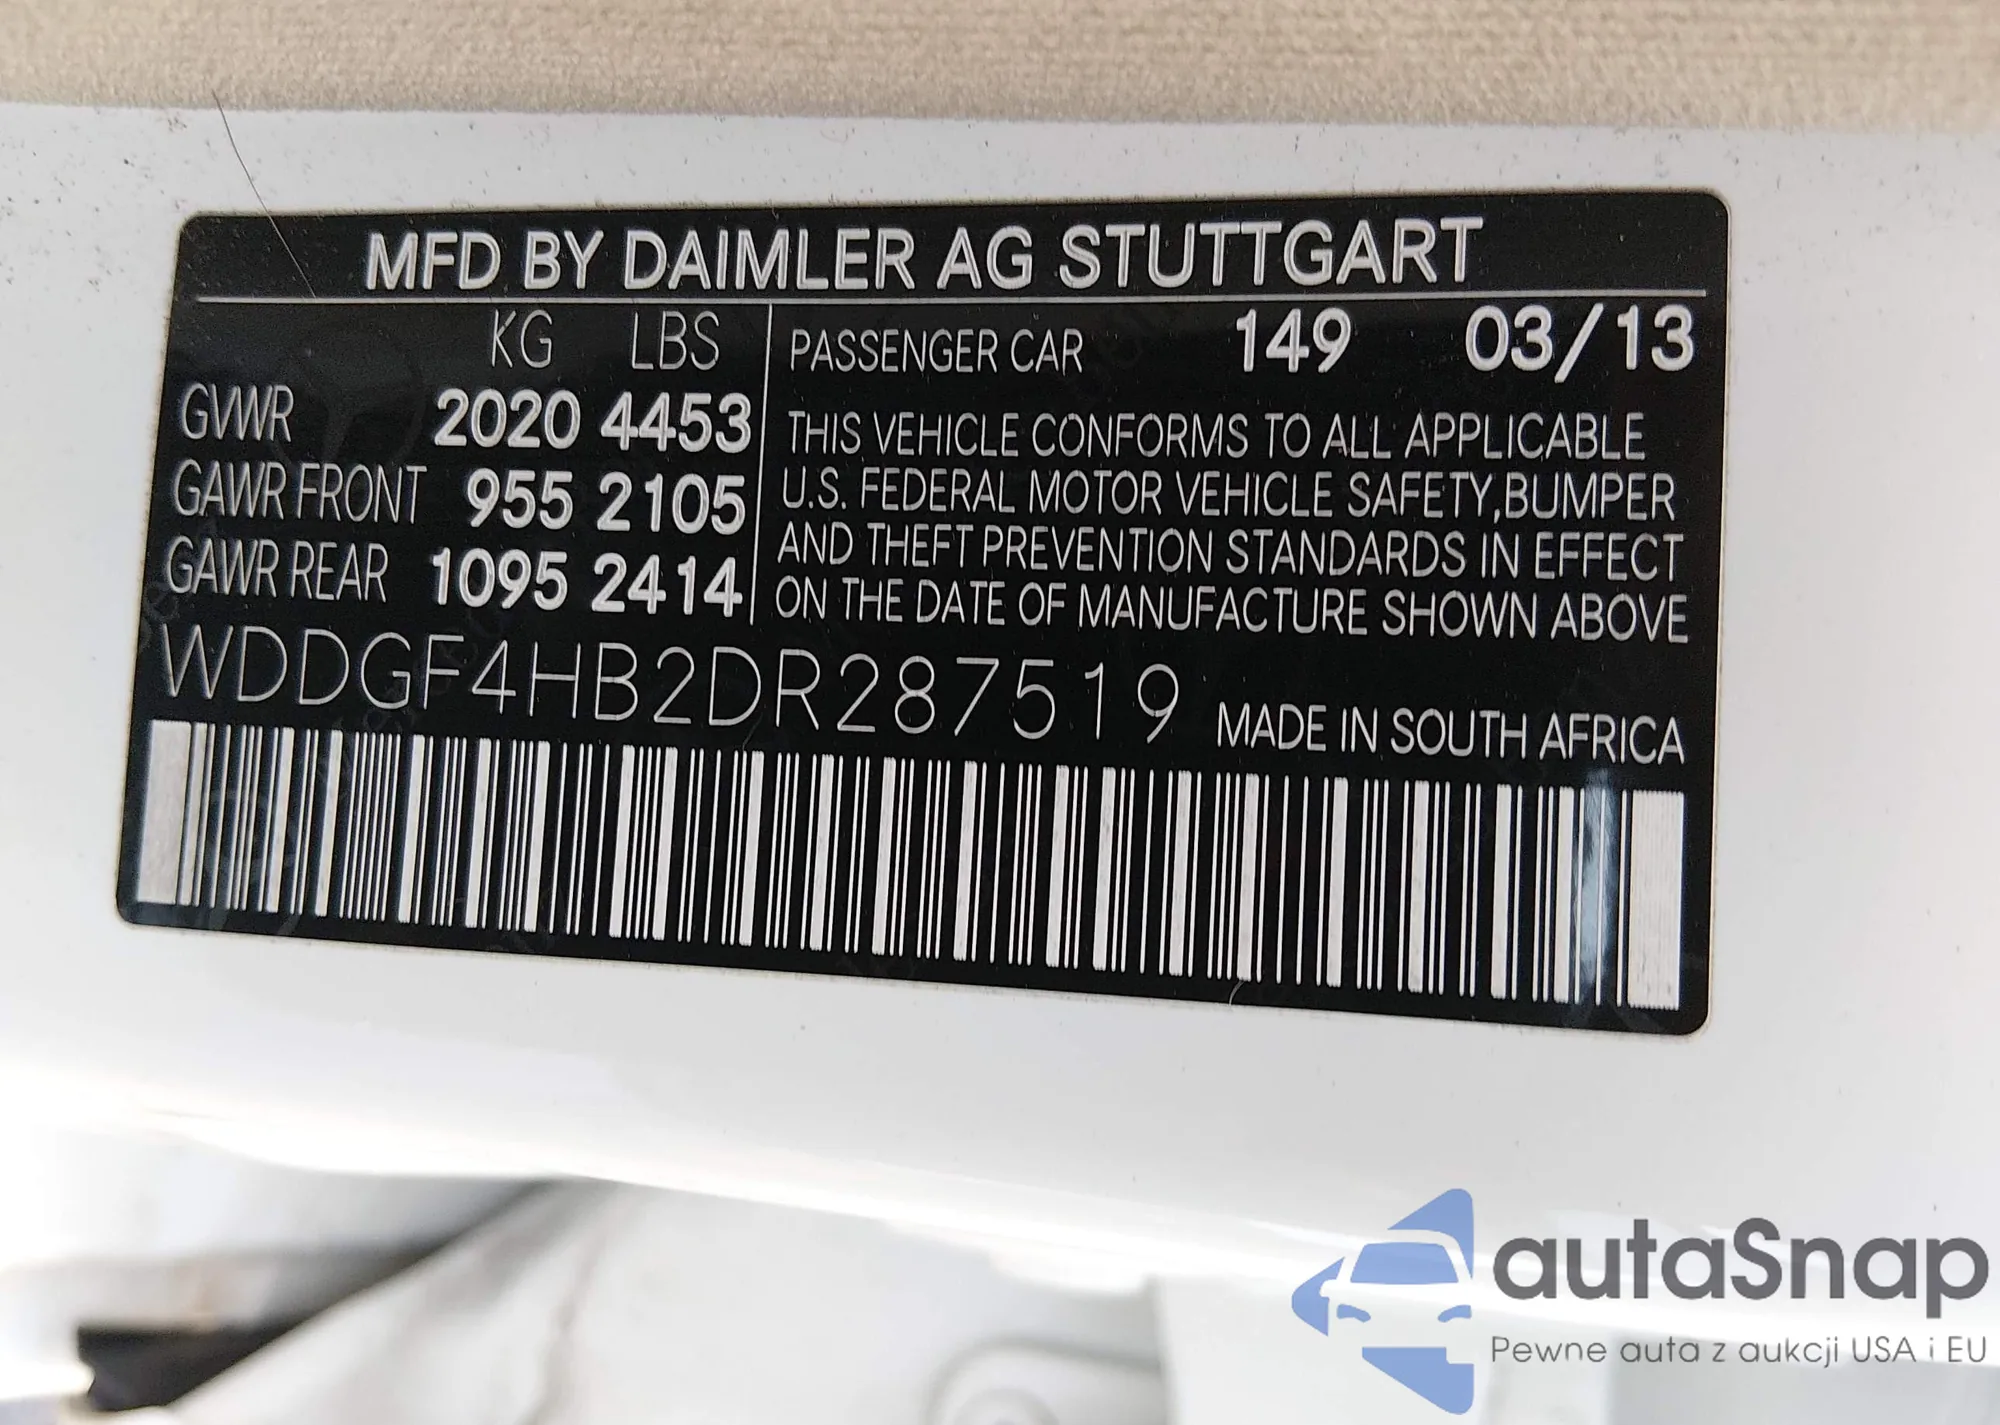 MFD BY DAIMLER AG STUTTGART
KG LBS
GVWR 2020 4453
GAWR FRONT 955 2105
GAWR REAR 1095 2414
PASSENGER CAR 149 03/13
THIS VEHICLE CONFORMS TO ALL APPLICABLE
U.S. FEDERAL MOTOR VEHICLE SAFETY,BUMPER
AND THEFT PREVENTION STANDARDS IN EFFECT
ON THE DATE OF MANUFACTURE SHOWN ABOVE
WDDGF4HB2DR287519
MADE IN SOUTH AFRICA
autaSnap
Pewne auta z aukcji USA i EU